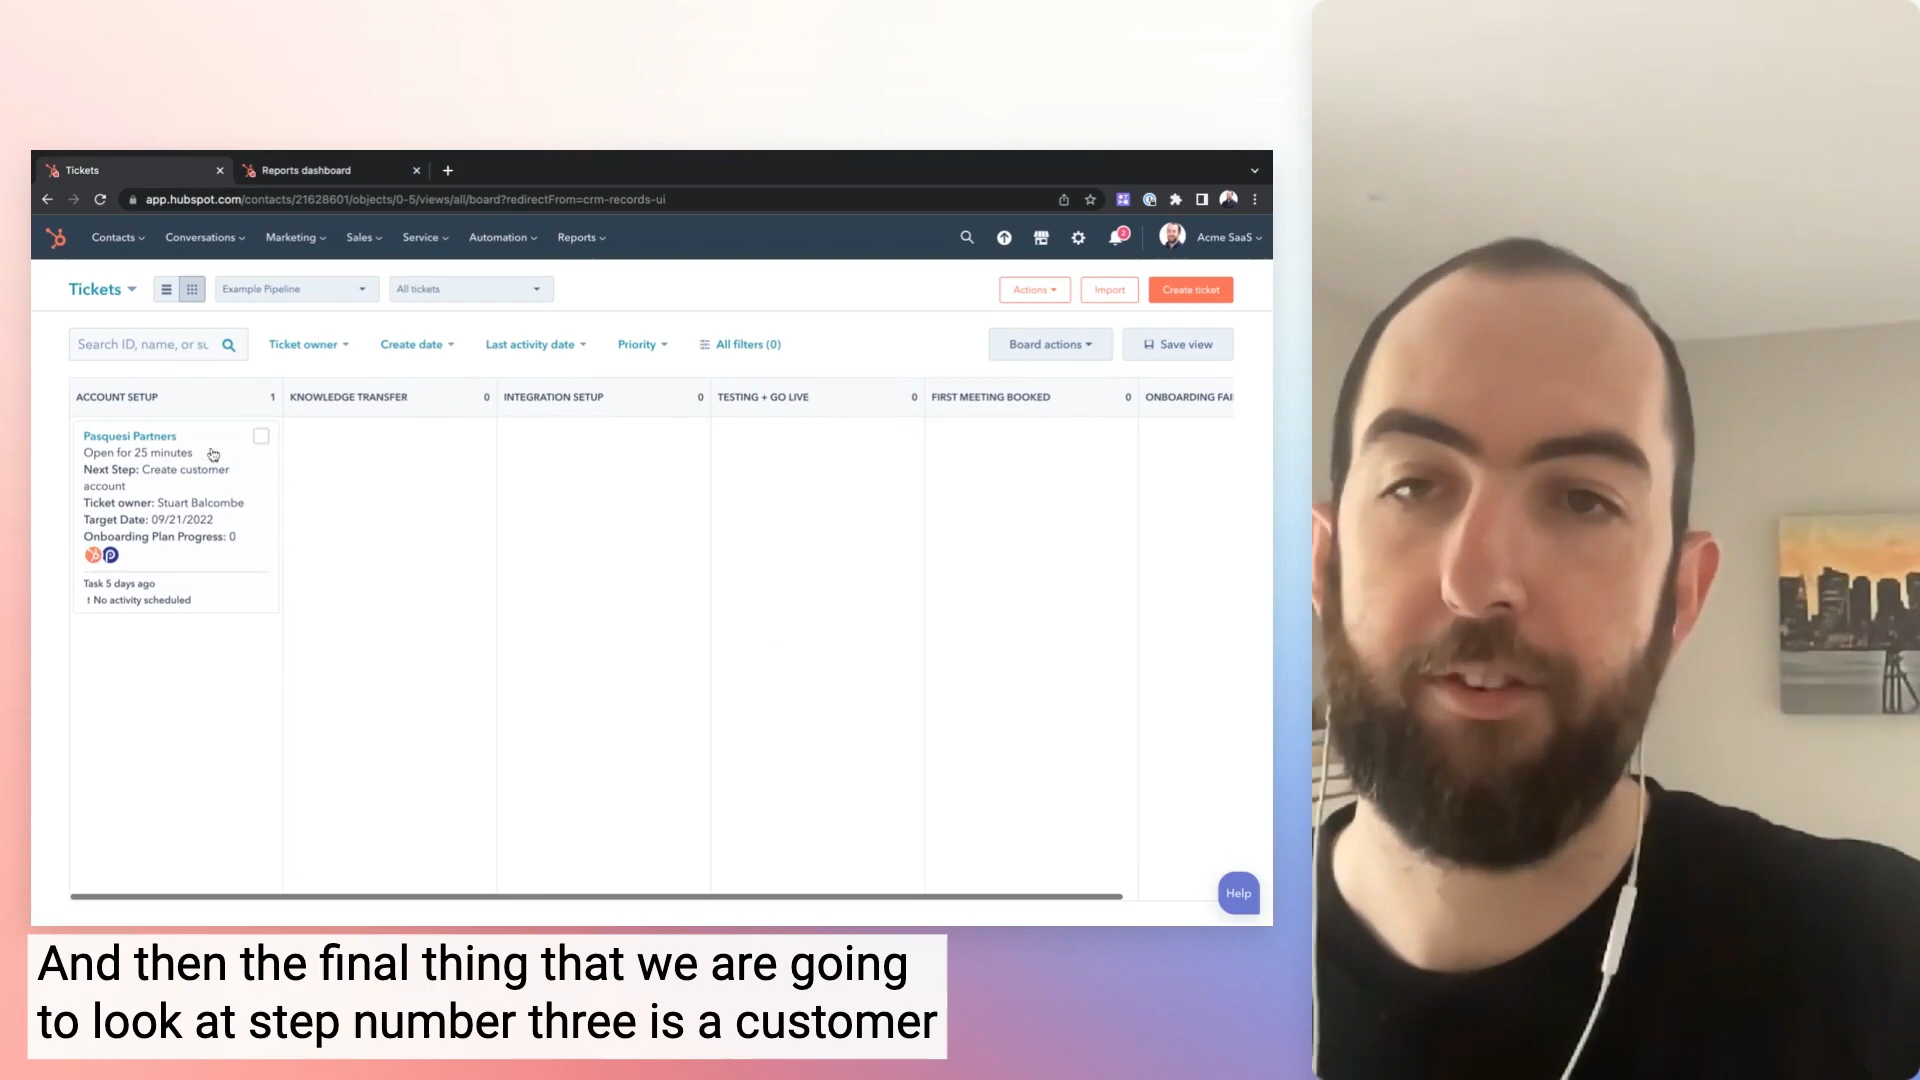 Tickets
Reports dashboard
app.hubspot.com/contacts/21628601/objects/0-5/views/all/board?redirectFrom=crm-records-ui
Contacts
Conversations
Marketing
Sales
Service
Automation
Reports
2
Acme SaaS
Tickets
Example Pipeline
All tickets
Actions
Import
Create ticket
Search ID, name, or su
Ticket owner
Create date
Last activity date
Priority
All filters (0)
Board actions
Save view
ACCOUNT SETUP 1
KNOWLEDGE TRANSFER 0
INTEGRATION SETUP 0
TESTING + GO LIVE 0
FIRST MEETING BOOKED 0
ONBOARDING FAI
Pasquesi Partners
Open for 25 minutes
Next Step: Create customer
account
Ticket owner: Stuart Balcombe
Target Date: 09/21/2022
Onboarding Plan Progress: 0
Task 5 days ago
! No activity scheduled
Help
And then the final thing that we are going
to look at step number three is a customer